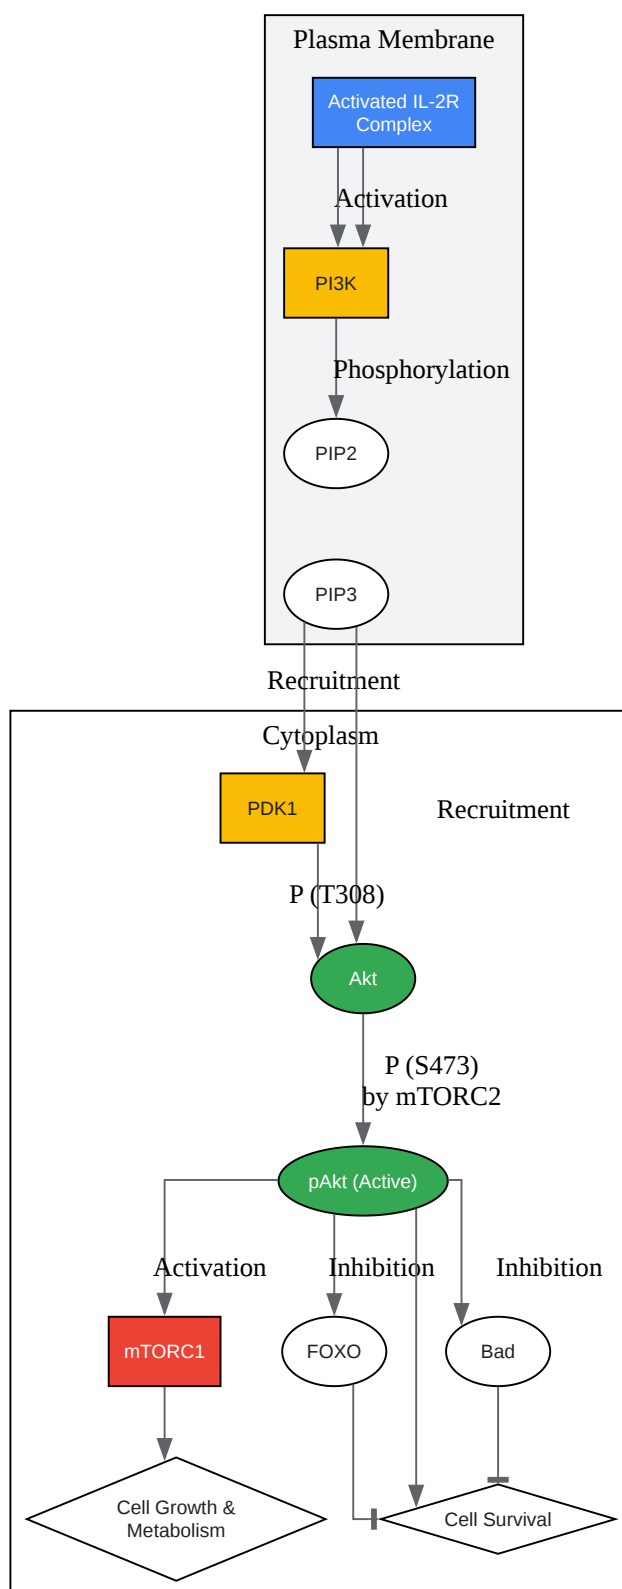 Plasma Membrane
Activated IL-2R
Complex
Activation
PI3K
Phosphorylation
PIP2
PIP3
Recruitment
Cytoplasm
PDK1
Recruitment
P (T308)
Akt
P (S473)
by mTORC2
pAkt (Active)
Activation
Inhibition
Inhibition
mTORC1
FOXO
Bad
Cell Growth &
Metabolism
Cell Survival